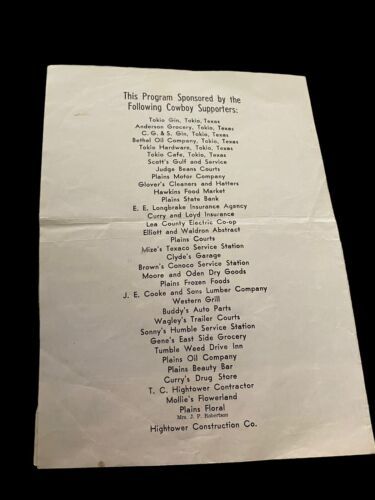 This Program Sponsored by the
Following Cowboy Supporters:
Tokio Gin, Tokio, Texas
Anderson Grocery, Tokio, Texas
C. G. & S. Gin, Tokio, Texas
Bethel Oil Company, Tokio, Texas
Tokio Hardware, Tokio, Texas
Tokio Cafe, Tokio, Texas
Scott's Gulf and Service
Judge Beans Courts
Plains Motor Company
Glover's Cleaners and Hatters
Hawkins Food Market
Plains State Bank
E. E. Longbrake Insurance Agency
Curry and Loyd Insurance
Lea County Electric Co-op
Elliott and Waldron Abstract
Plains Courts
Mize's Texaco Service Station
Clyde's Garage
Brown's Conoco Service Station
Moore and Oden Dry Goods
Plains Frozen Foods
J. E. Cooke and Sons Lumber Company
Western Grill
Buddy's Auto Parts
Wagley's Trailer Courts
Sonny's Humble Service Station
Gene's East Side Grocery
Tumble Weed Drive Inn
Plains Oil Company
Plains Beauty Bar
Curry's Drug Store
T. C. Hightower Contractor
Mollie's Flowerland
Plains Floral
Mrs. J. P. Robertson
Hightower Construction Co.